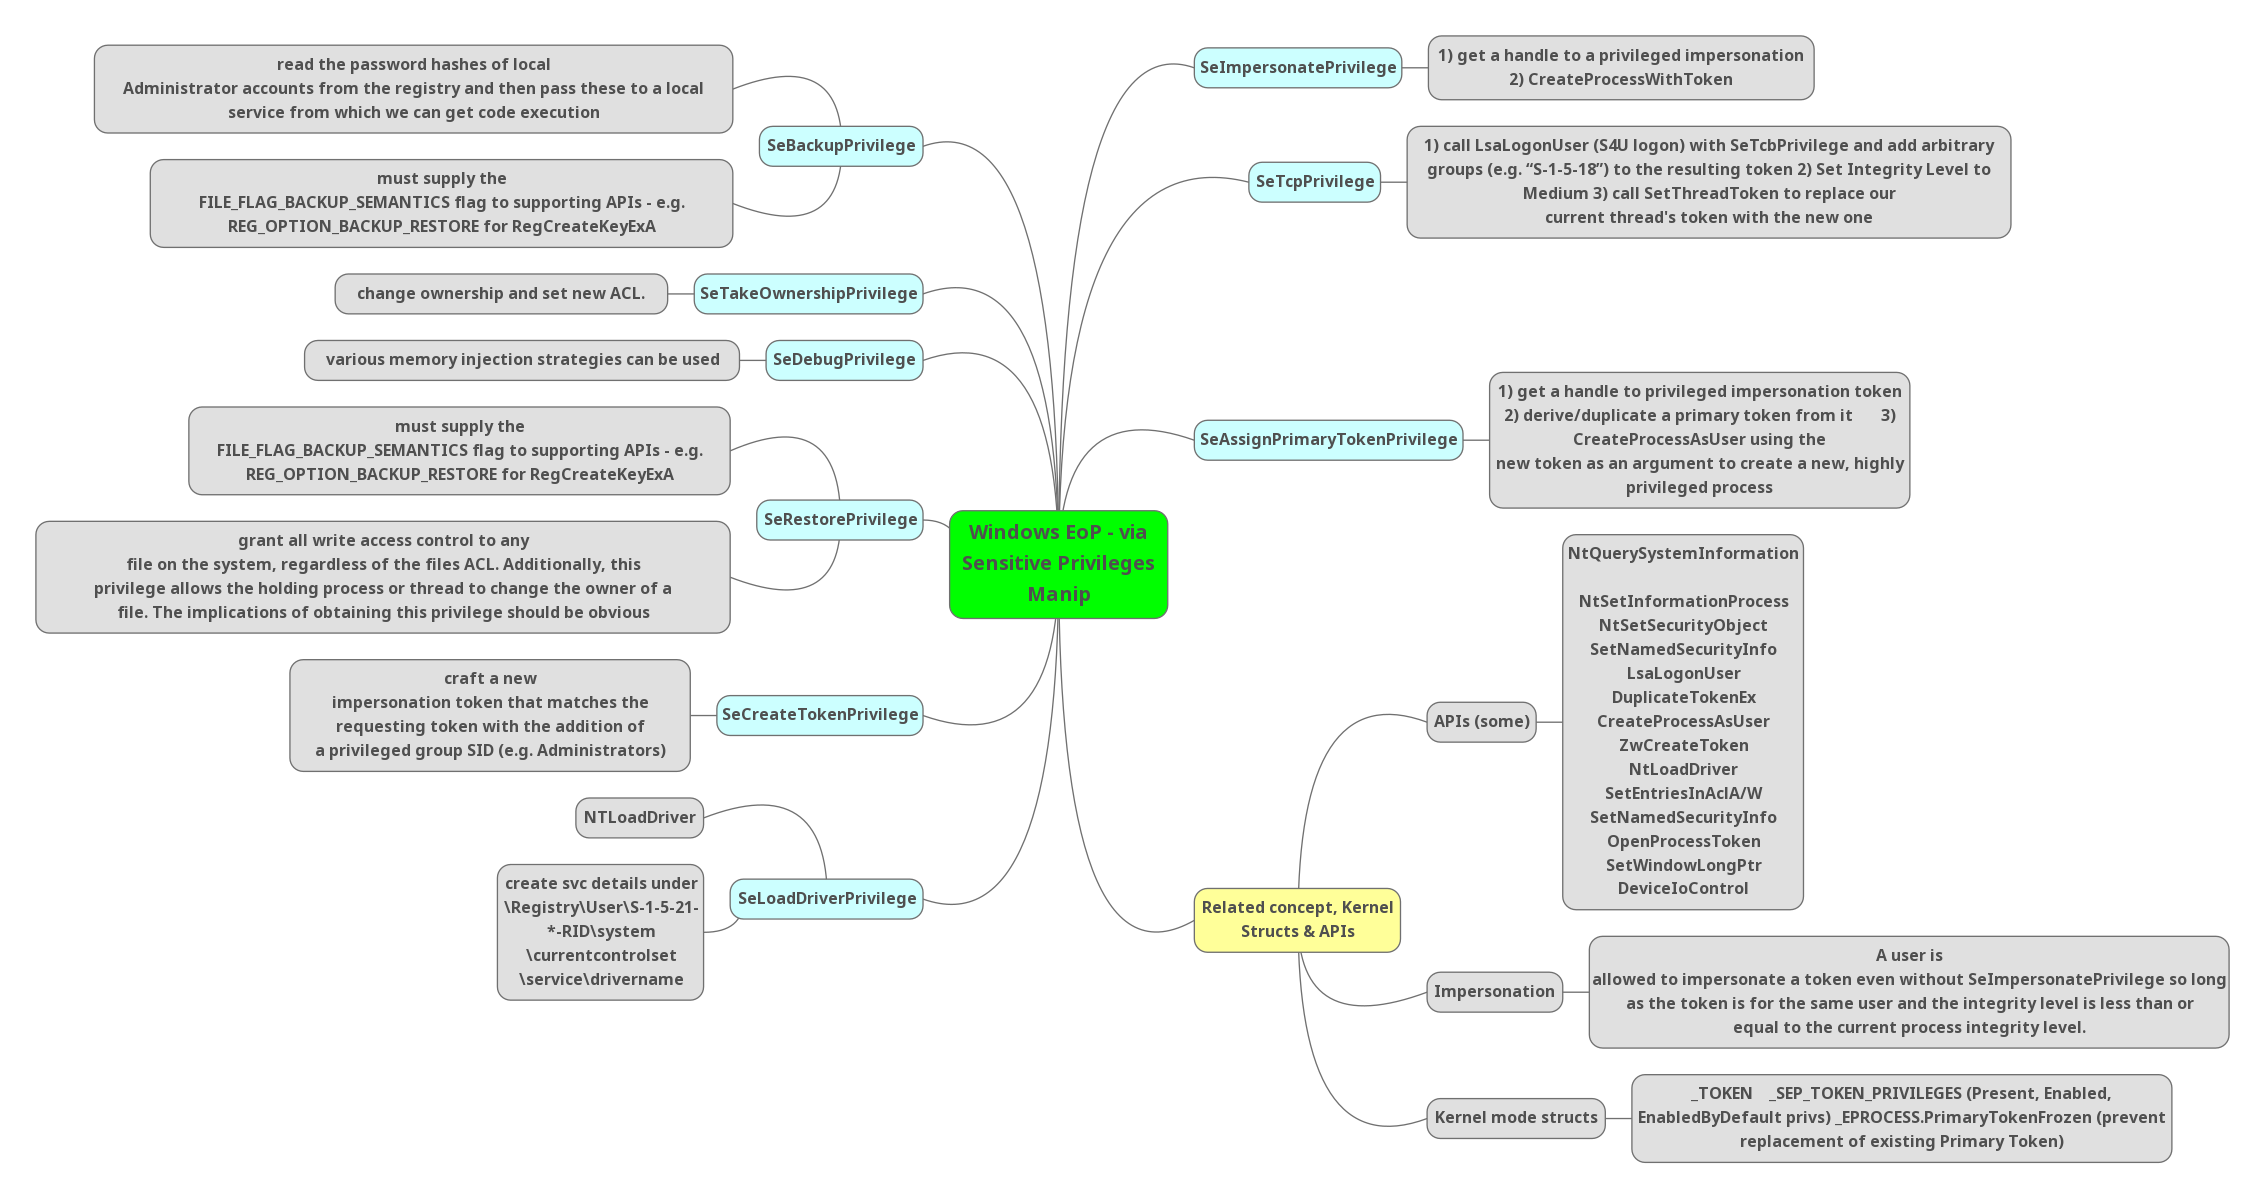 Windows EoP - via
Sensitive Privileges
Manip
SeBackupPrivilege
read the password hashes of local
Administrator accounts from the registry and then pass these to a local
service from which we can get code execution
must supply the
FILE_FLAG_BACKUP_SEMANTICS flag to supporting APIs - e.g.
REG_OPTION_BACKUP_RESTORE for RegCreateKeyExA
SeTakeOwnershipPrivilege
change ownership and set new ACL.
SeDebugPrivilege
various memory injection strategies can be used
SeRestorePrivilege
must supply the
FILE_FLAG_BACKUP_SEMANTICS flag to supporting APIs - e.g.
REG_OPTION_BACKUP_RESTORE for RegCreateKeyExA
grant all write access control to any
file on the system, regardless of the files ACL. Additionally, this
privilege allows the holding process or thread to change the owner of a
file. The implications of obtaining this privilege should be obvious
SeCreateTokenPrivilege
craft a new
impersonation token that matches the
requesting token with the addition of
a privileged group SID (e.g. Administrators)
SeLoadDriverPrivilege
NTLoadDriver
create svc details under
\Registry\User\S-1-5-21-
*-RID\system
\currentcontrolset
\service\drivername
SeImpersonatePrivilege
1) get a handle to a privileged impersonation
2) CreateProcessWithToken
SeTcpPrivilege
1) call LsaLogonUser (S4U logon) with SeTcbPrivilege and add arbitrary
groups (e.g. “S-1-5-18”) to the resulting token 2) Set Integrity Level to
Medium 3) call SetThreadToken to replace our
current thread's token with the new one
SeAssignPrimaryTokenPrivilege
1) get a handle to privileged impersonation token
2) derive/duplicate a primary token from it 3)
CreateProcessAsUser using the
new token as an argument to create a new, highly
privileged process
Related concept, Kernel
Structs & APIs
APIs (some)
NtQuerySystemInformation
NtSetInformationProcess
NtSetSecurityObject
SetNamedSecurityInfo
LsaLogonUser
DuplicateTokenEx
CreateProcessAsUser
ZwCreateToken
NtLoadDriver
SetEntriesInAclA/W
SetNamedSecurityInfo
OpenProcessToken
SetWindowLongPtr
DeviceIoControl
Impersonation
A user is
allowed to impersonate a token even without SeImpersonatePrivilege so long
as the token is for the same user and the integrity level is less than or
equal to the current process integrity level.
Kernel mode structs
_TOKEN _SEP_TOKEN_PRIVILEGES (Present, Enabled,
EnabledByDefault privs) _EPROCESS.PrimaryTokenFrozen (prevent
replacement of existing Primary Token)